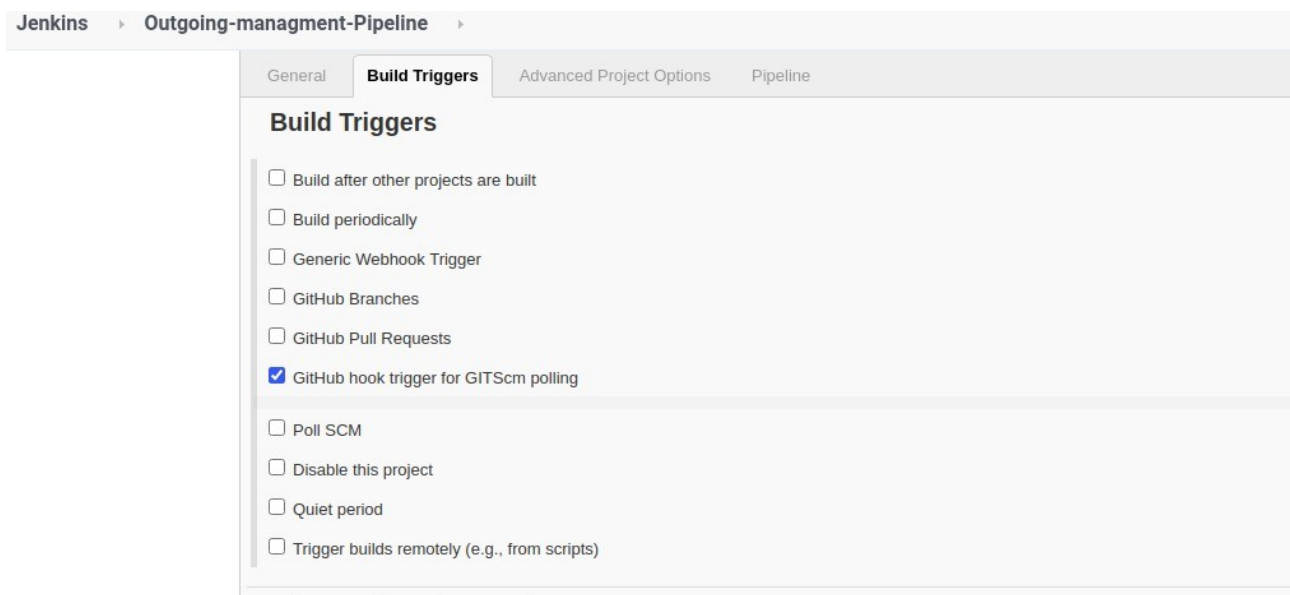 Jenkins Outgoing-managment-Pipeline
General Build Triggers Advanced Project Options Pipeline
Build Triggers
Build after other projects are built
Build periodically
Generic Webhook Trigger
GitHub Branches
GitHub Pull Requests
GitHub hook trigger for GITScm polling
Poll SCM
Disable this project
Quiet period
Trigger builds remotely (e.g., from scripts)